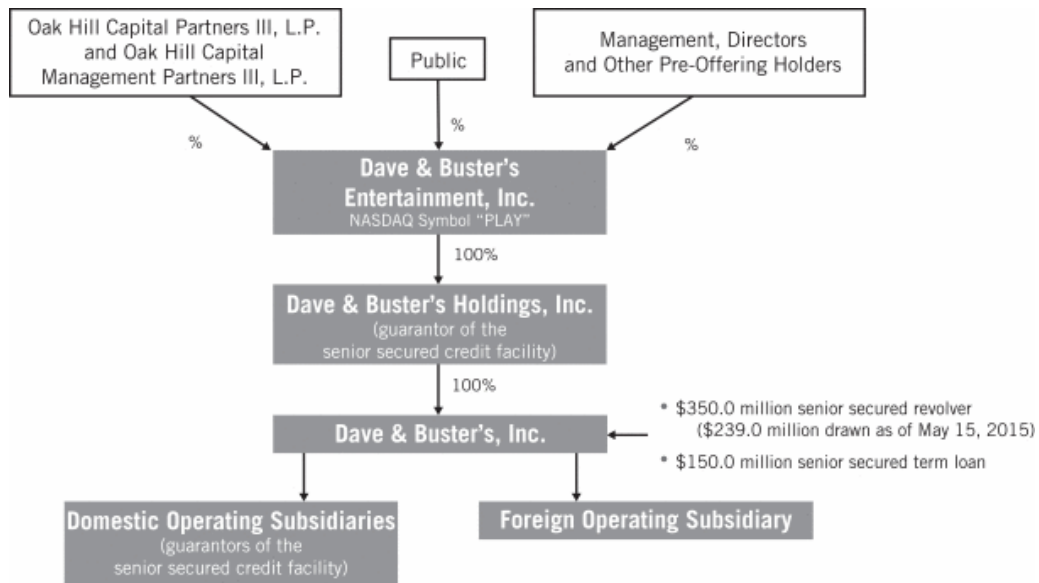 Oak Hill Capital Partners III, L.P.
and Oak Hill Capital
Management Partners III, L.P.
Public
Management, Directors
and Other Pre-Offering Holders
%
%
%
Dave & Buster's
Entertainment, Inc.
NASDAQ Symbol “PLAY”
100%
Dave & Buster's Holdings, Inc.
(guarantor of the
senior secured credit facility)
100%
Dave & Buster's, Inc.
• $350.0 million senior secured revolver
($239.0 million drawn as of May 15, 2015)
• $150.0 million senior secured term loan
Domestic Operating Subsidiaries
(guarantors of the
senior secured credit facility)
Foreign Operating Subsidiary